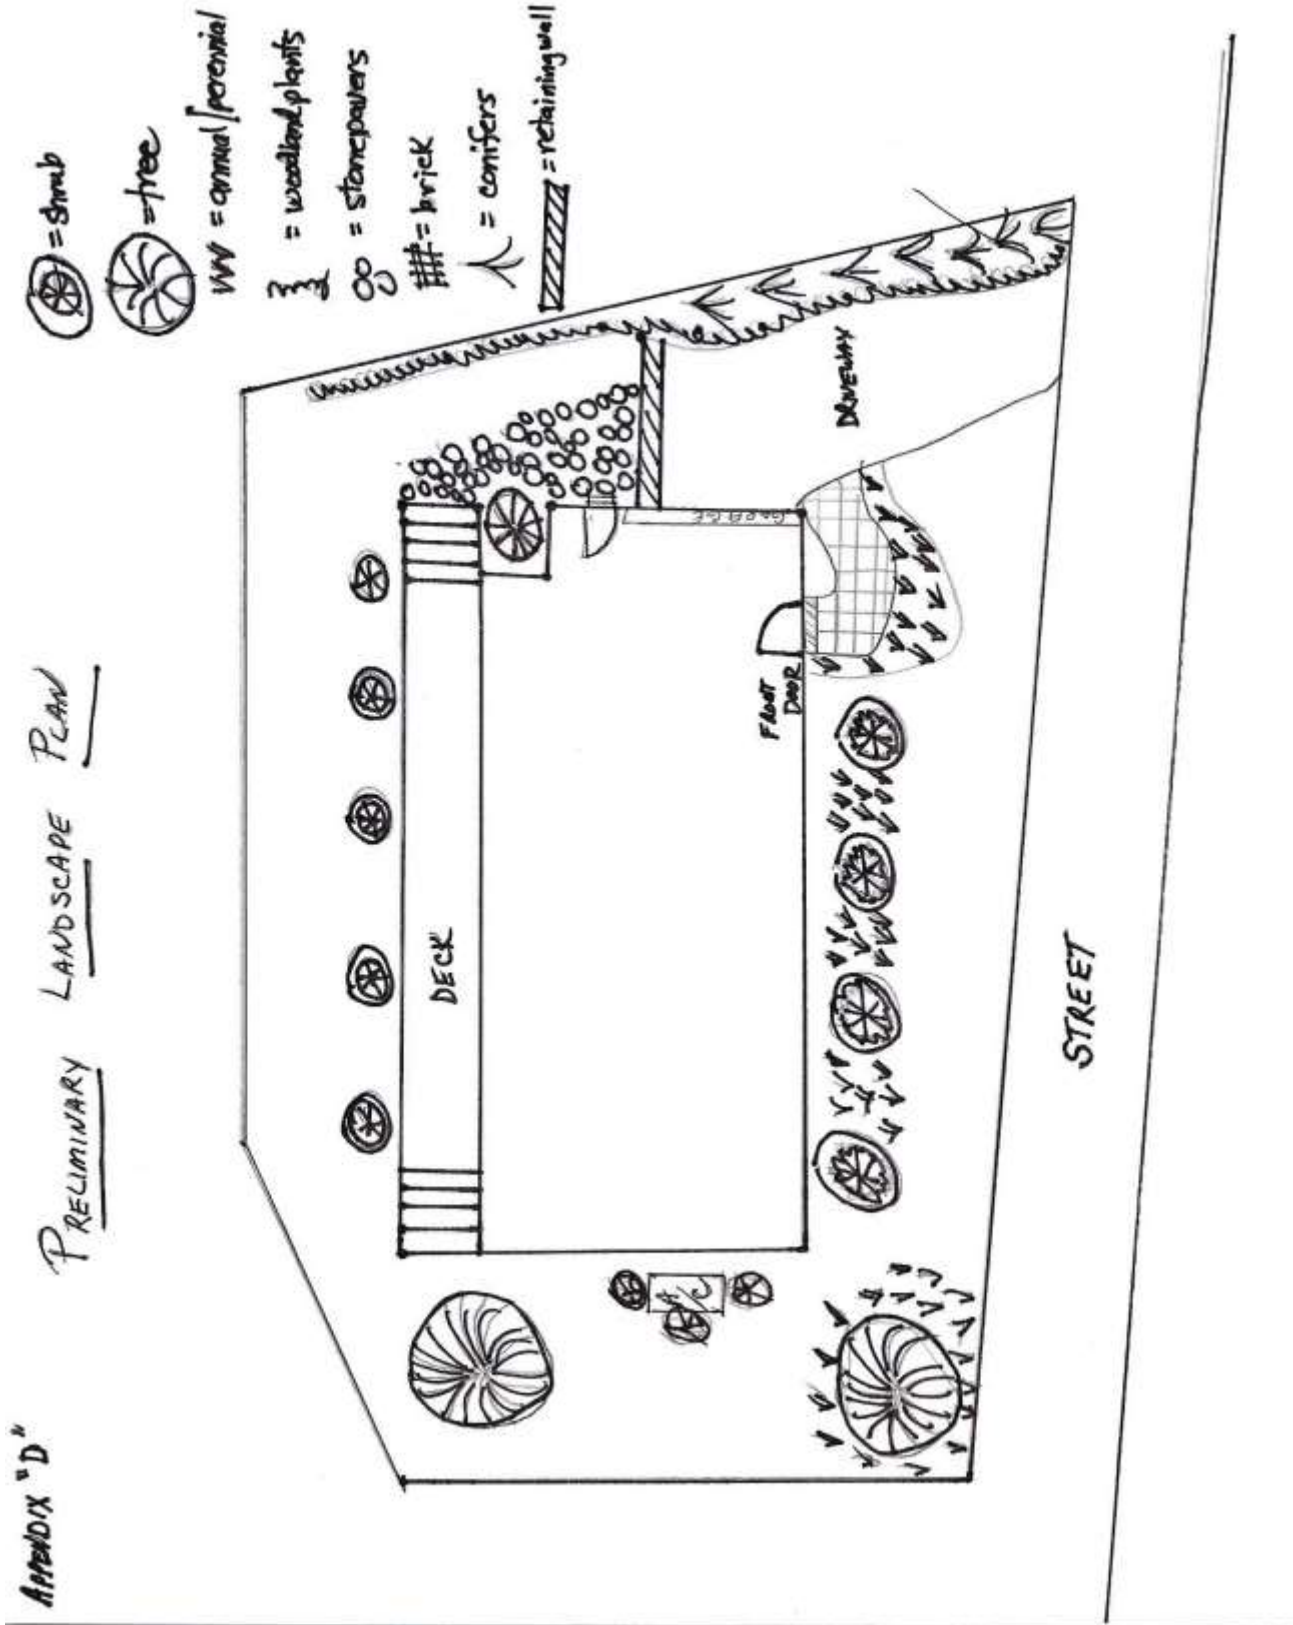 APPENDIX "D"
PRELIMINARY LANDSCAPE PLAN
=shrub
=tree
=annual/perennial
=woodland plants
=stonepavers
=brick
=conifers
=retaining wall
DECK
GARAGE
A/C
FRONT
DOOR
DRIVEWAY
STREET